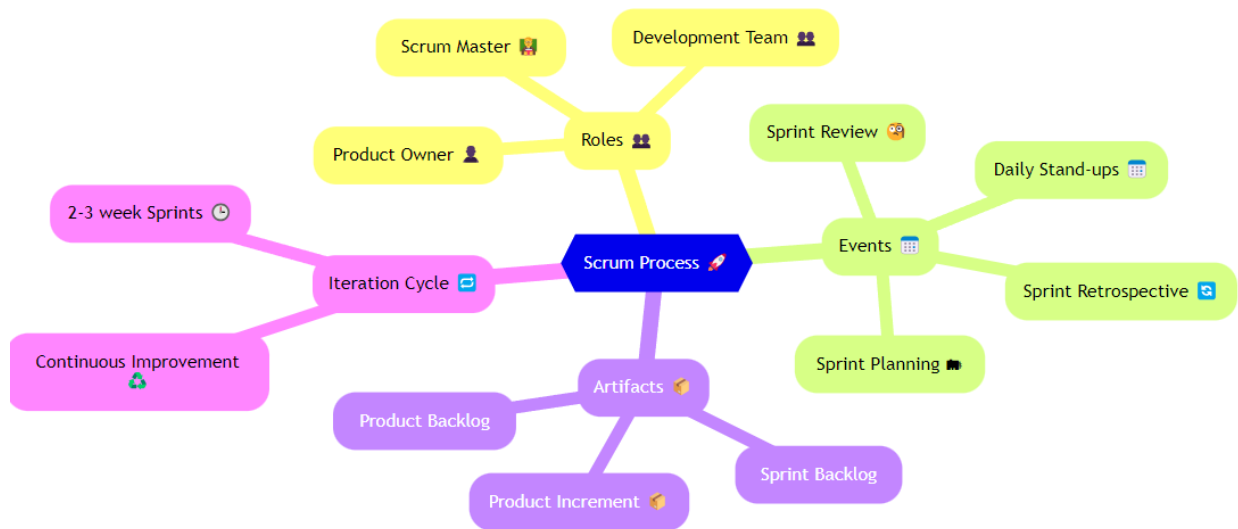 Scrum Master 👩‍🏫
Development Team 👥
Product Owner 👤
Roles 👥
Sprint Review 🧐
Daily Stand-ups 📅
2-3 week Sprints 🕒
Events 📅
Scrum Process 🚀
Iteration Cycle 🔁
Sprint Retrospective 🔄
Continuous Improvement
♻️
Sprint Planning
Artifacts 📦
Product Backlog
Sprint Backlog
Product Increment 📦